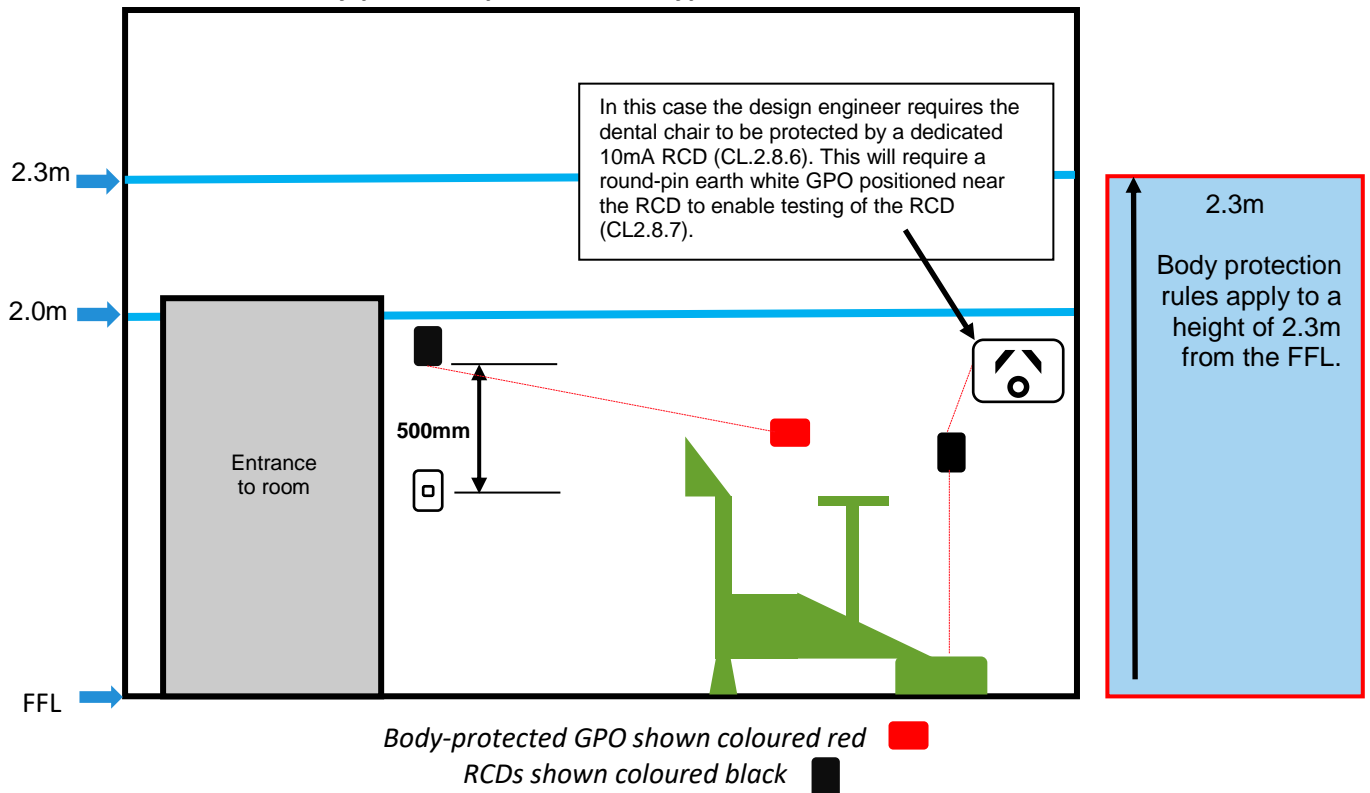 In this case the design engineer requires the
dental chair to be protected by a dedicated
10mA RCD (CL.2.8.6). This will require a
round-pin earth white GPO positioned near
the RCD to enable testing of the RCD
(CL2.8.7).
2.3m
2.3m
Body protection
rules apply to a
height of 2.3m
from the FFL.
2.0m
500mm
Entrance
to room
FFL
Body-protected GPO shown coloured red
RCDs shown coloured black